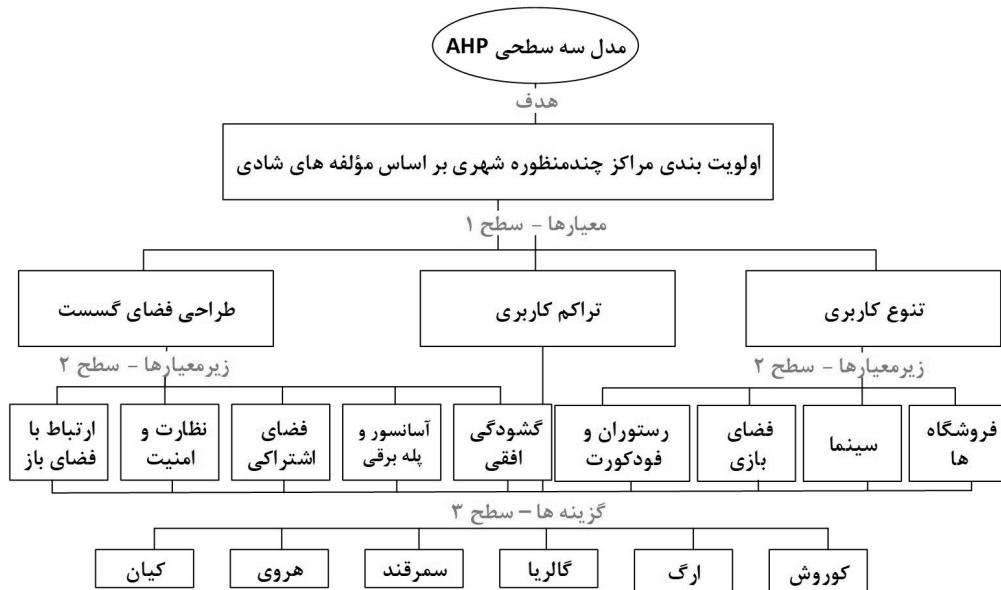 مدل سه سطحی AHP
هدف
اولویت بندی مراکز چندمنظوره شهری بر اساس مؤلفه های شادی
معیارها - سطح ۱
تنوع کاربری
تراکم کاربری
طراحی فضای گسست
زیرمعیارها - سطح ۲
زیرمعیارها - سطح ۲
فروشگاه
ها
سینما
فضای
بازی
رستوران و
فودکورت
گشودگی
افقی
آسانسور و
پله برقی
فضای
اشتراکی
نظارت و
امنیت
ارتباط با
فضای باز
گزینه ها – سطح ۳
کوروش
ارگ
گالریا
سمرقند
هروی
کیان